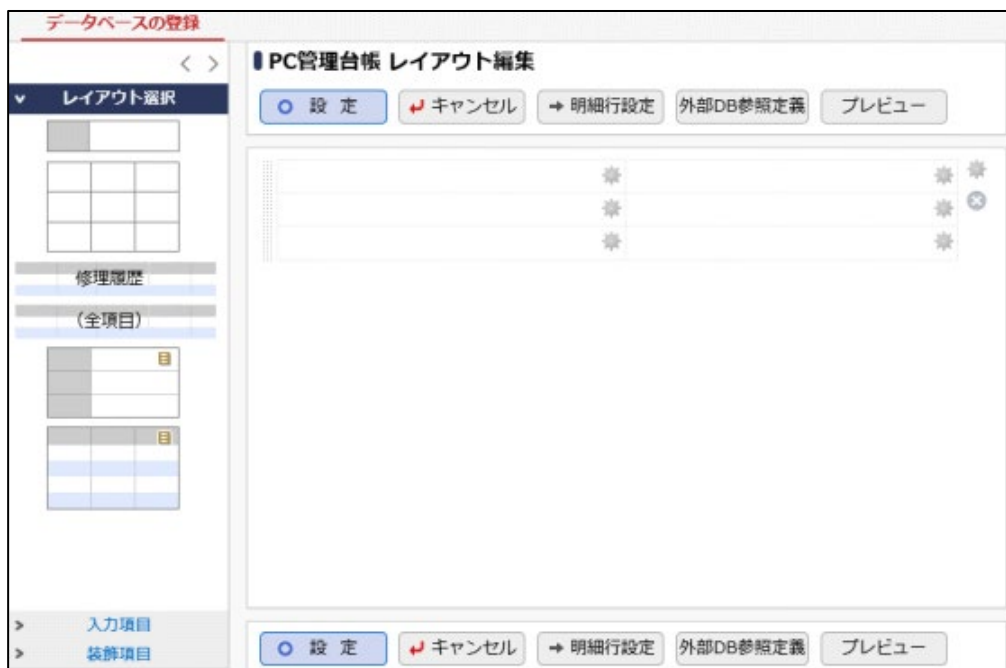 データベースの登録
PC管理台帳 レイアウト編集
設 定 キャンセル 明細行設定 外部DB参照定義 プレビュー
レイアウト選択
修理履歴
(全項目)
入力項目
装飾項目
設 定 キャンセル 明細行設定 外部DB参照定義 プレビュー